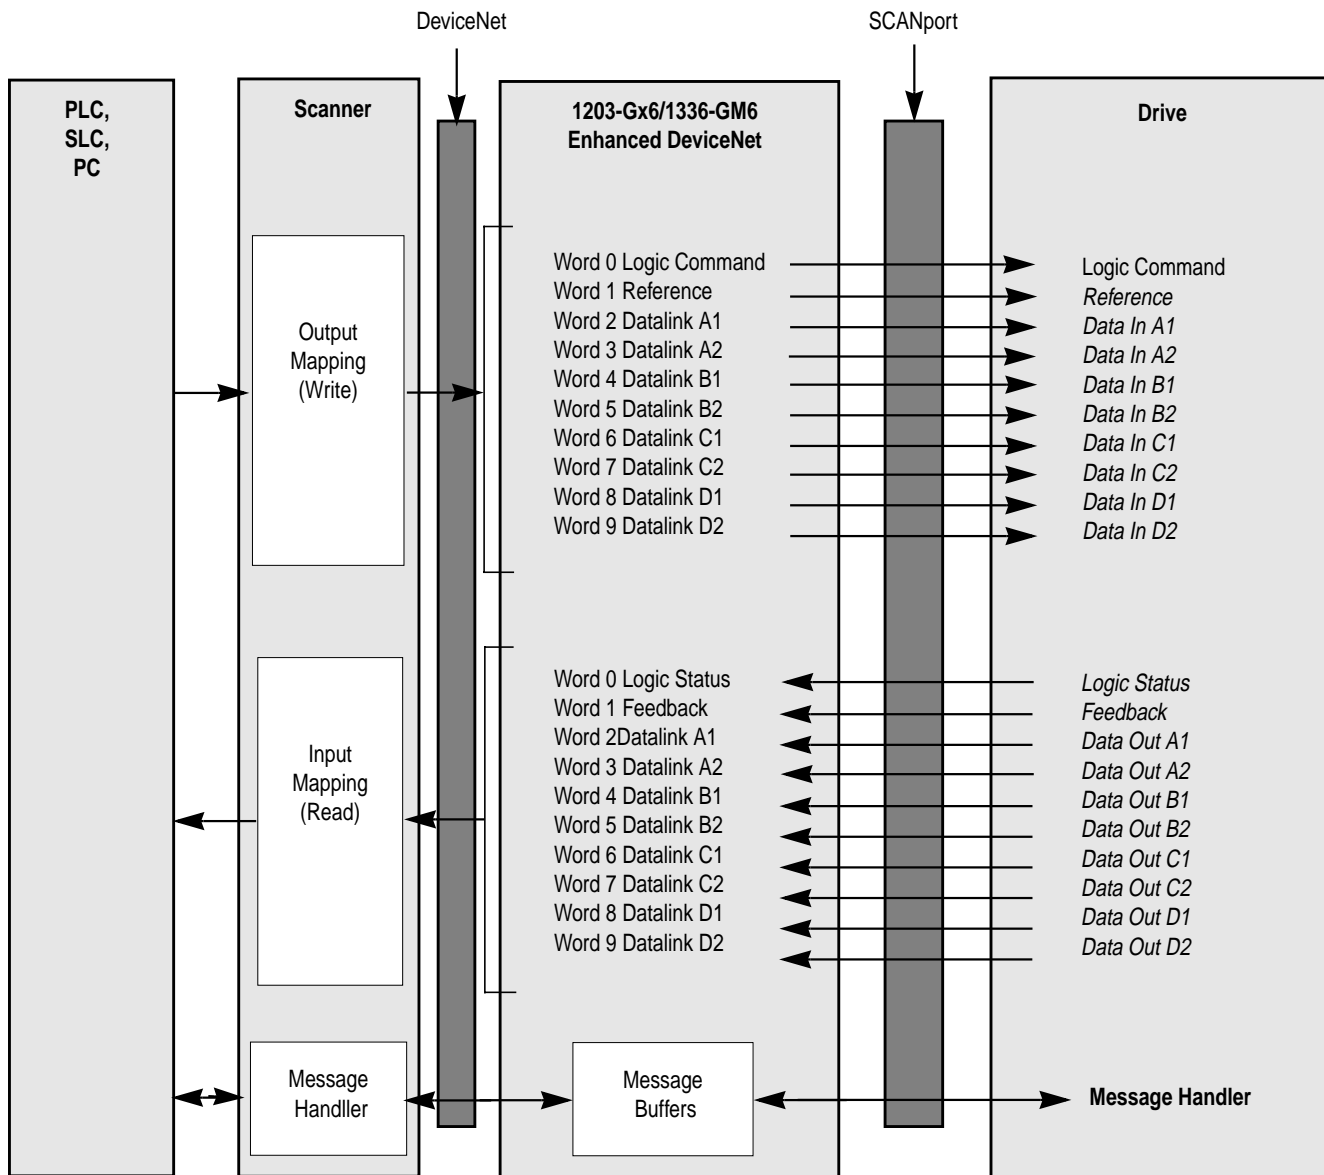 DeviceNet
SCANport
PLC,
SLC,
PC
Scanner
1203-Gx6/1336-GM6
Enhanced DeviceNet
Drive
Output
Mapping
(Write)
Word 0 Logic Command
Word 1 Reference
Word 2 Datalink A1
Word 3 Datalink A2
Word 4 Datalink B1
Word 5 Datalink B2
Word 6 Datalink C1
Word 7 Datalink C2
Word 8 Datalink D1
Word 9 Datalink D2
Logic Command
Reference
Data In A1
Data In A2
Data In B1
Data In B2
Data In C1
Data In C2
Data In D1
Data In D2
Input
Mapping
(Read)
Word 0 Logic Status
Word 1 Feedback
Word 2Datalink A1
Word 3 Datalink A2
Word 4 Datalink B1
Word 5 Datalink B2
Word 6 Datalink C1
Word 7 Datalink C2
Word 8 Datalink D1
Word 9 Datalink D2
Logic Status
Feedback
Data Out A1
Data Out A2
Data Out B1
Data Out B2
Data Out C1
Data Out C2
Data Out D1
Data Out D2
Message
Handller
Message
Buffers
Message Handler